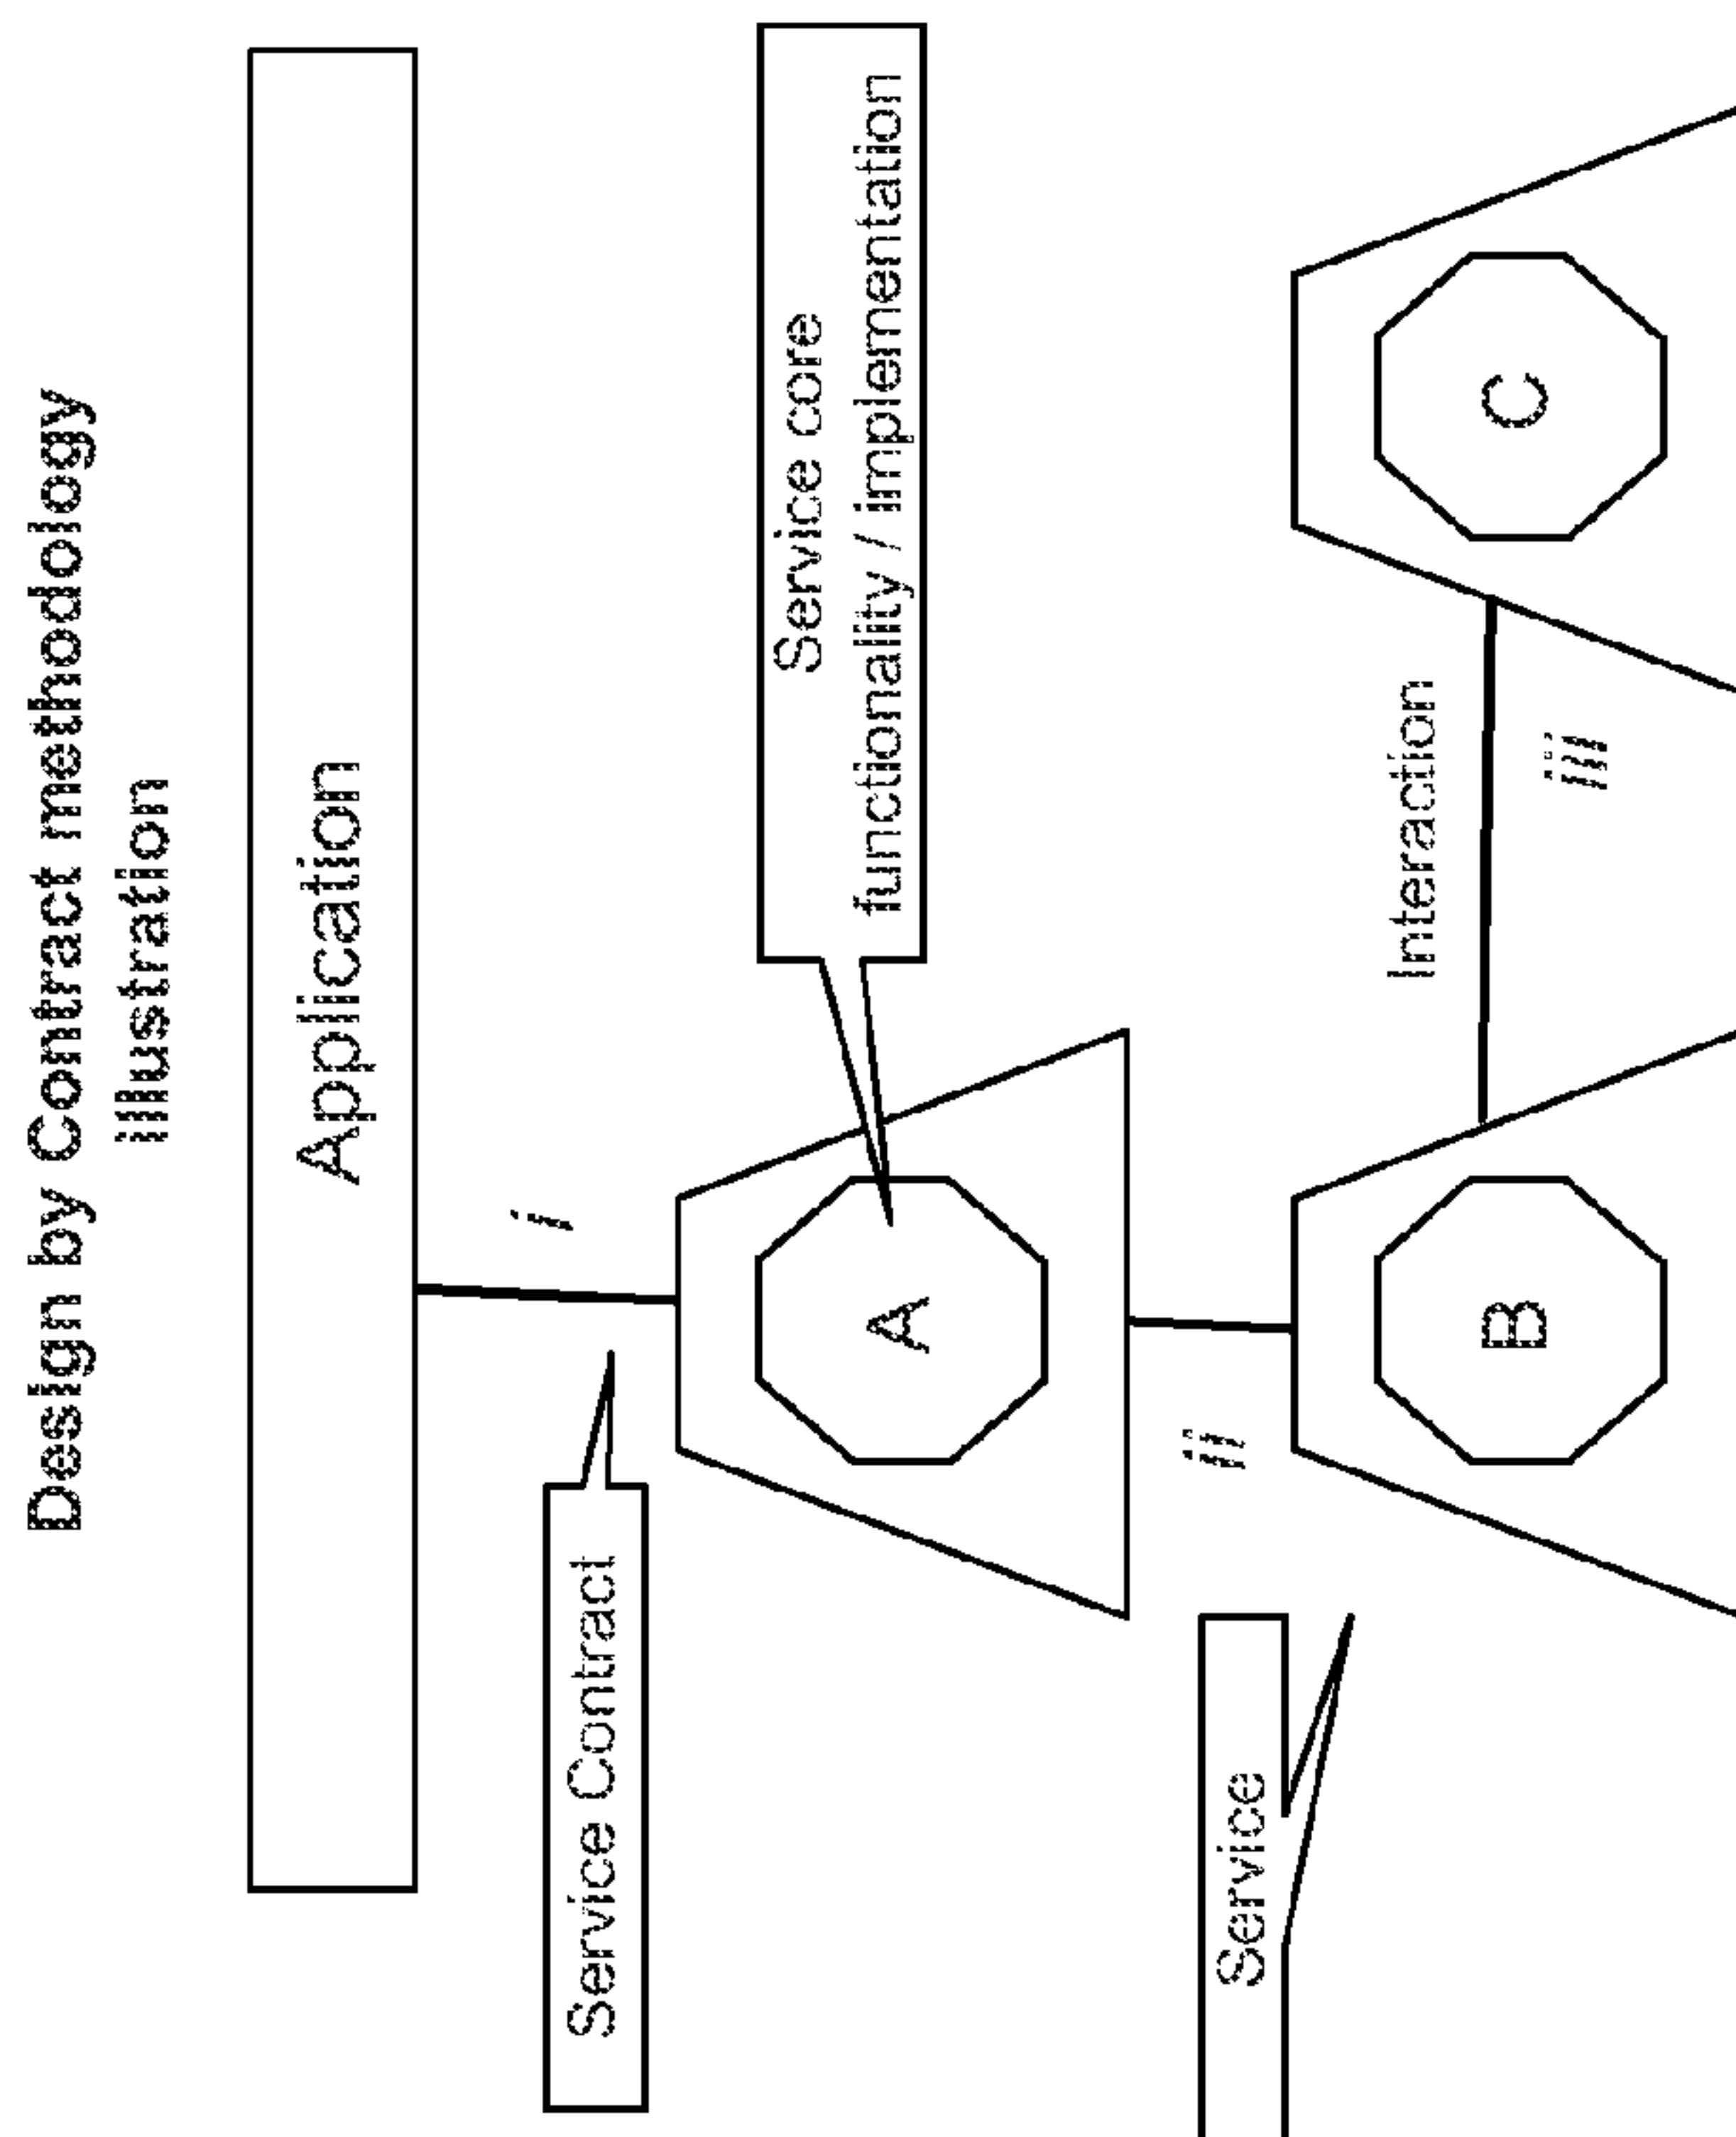 Design by Contract methodology
illustration
Application
i
Service Contract
Service core
functionality / implementation
A
ii
Service
Interaction
iii
B
C